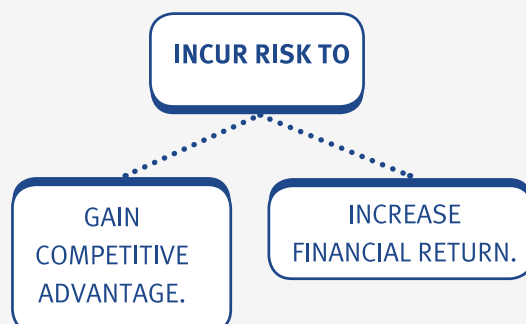 INCUR RISK TO
GAIN
COMPETITIVE
ADVANTAGE.
INCREASE
FINANCIAL RETURN.